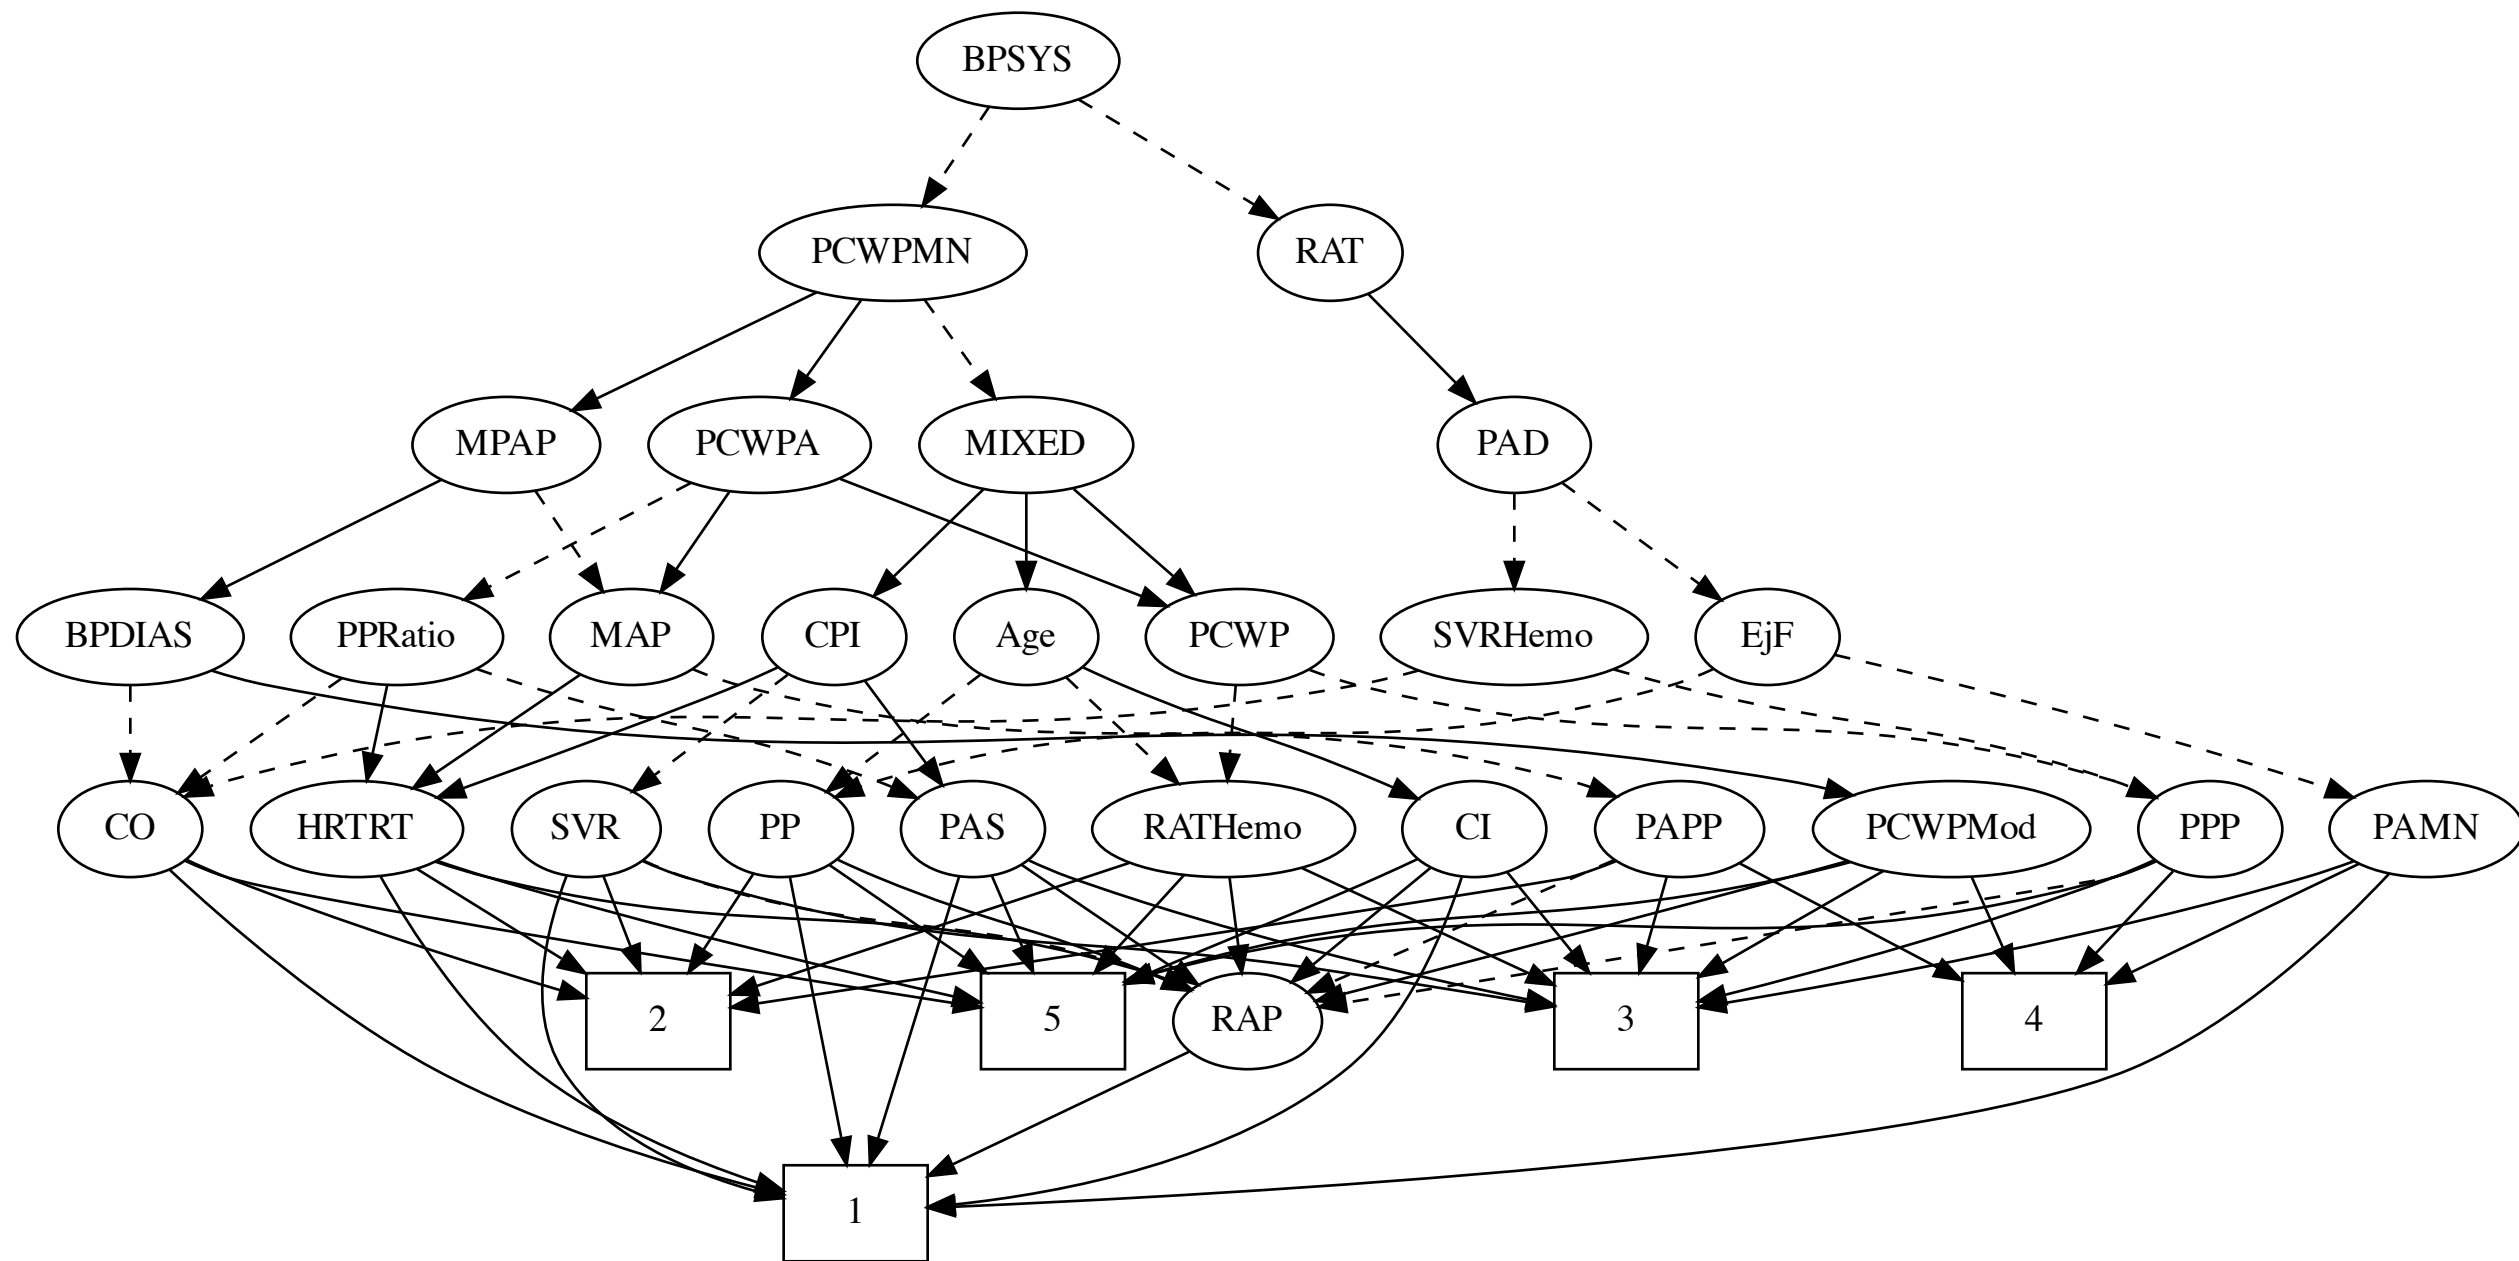 BPSYS
PCWPMN
RAT
MPAP
PCWPA
MIXED
PAD
BPDIAS
PPRatio
MAP
CPI
Age
PCWP
SVRHemo
EjF
CO
HRTRT
SVR
PP
PAS
RATHemo
CI
PAPP
PCWPMod
PPP
PAMN
2
5
RAP
3
4
1